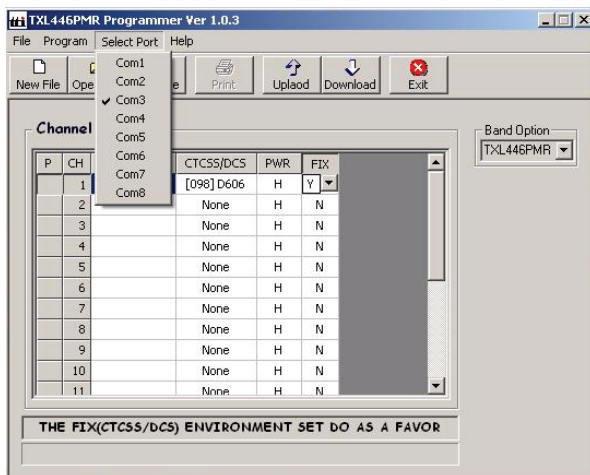 tti TXL446PMR Programmer Ver 1.0.3
File Program Select Port Help
Com1
Com2
✓ Com3
Com4
Com5
Com6
Com7
Com8
New File Ope e Print Uplaod Download Exit
Channel
Band Option
TXL446PMR
P CH CTCSS/DCS PWR FIX
1 [098] D606 H Y
2 None H N
3 None H N
4 None H N
5 None H N
6 None H N
7 None H N
8 None H N
9 None H N
10 None H N
11 None H N
THE FIX(CTCSS/DCS) ENVIRONMENT SET DO AS A FAVOR